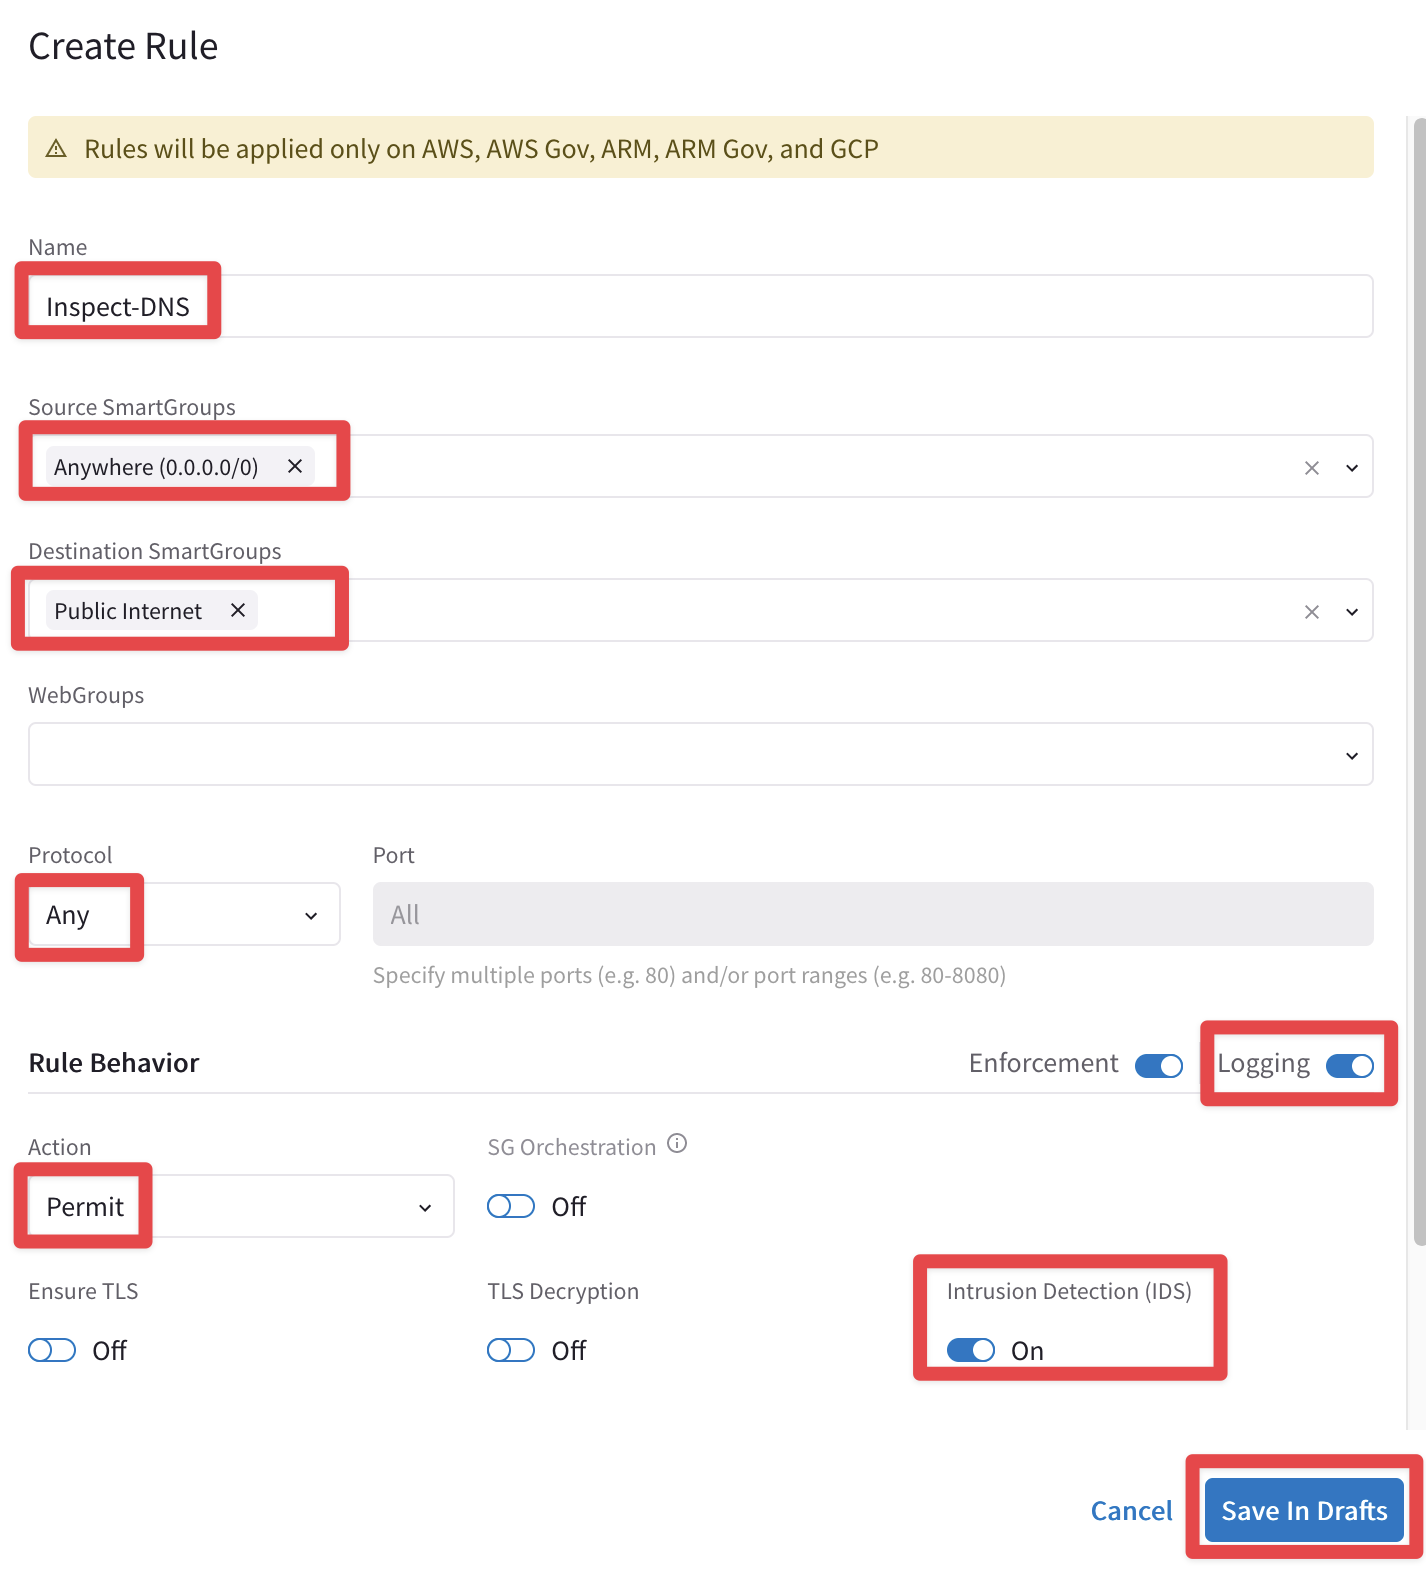 Create Rule
Rules will be applied only on AWS, AWS Gov, ARM, ARM Gov, and GCP
Name
Inspect-DNS
Source SmartGroups
Anywhere (0.0.0.0/0)
Destination SmartGroups
Public Internet
WebGroups
Protocol
Port
Any
All
Specify multiple ports (e.g. 80) and/or port ranges (e.g. 80-8080)
Rule Behavior
Enforcement
Logging
Action
SG Orchestration
Permit
Off
Ensure TLS
TLS Decryption
Intrusion Detection (IDS)
Off
Off
On
Cancel
Save In Drafts